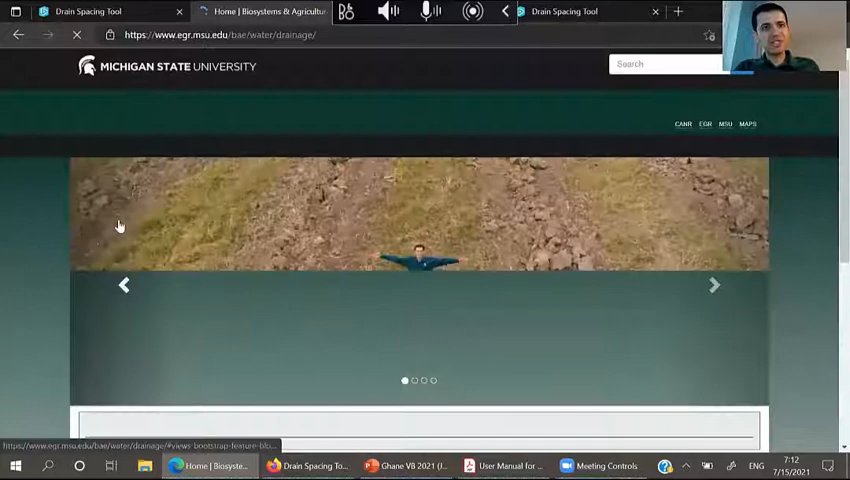 Drain Spacing Tool
Home | Biosystems & Agricultu
Drain Spacing Tool
https://www.egr.msu.edu/bae/water/drainage/
MICHIGAN STATE UNIVERSITY
Search
CANR EGR MSU MAPS
https://www.egr.msu.edu/bae/water/drainage/#views-bootstrap-feature-blo...
Home | Biosyste...
Drain Spacing To...
Ghane VB 2021 (I...
User Manual for ...
Meeting Controls
ENG
7:12
7/15/2021